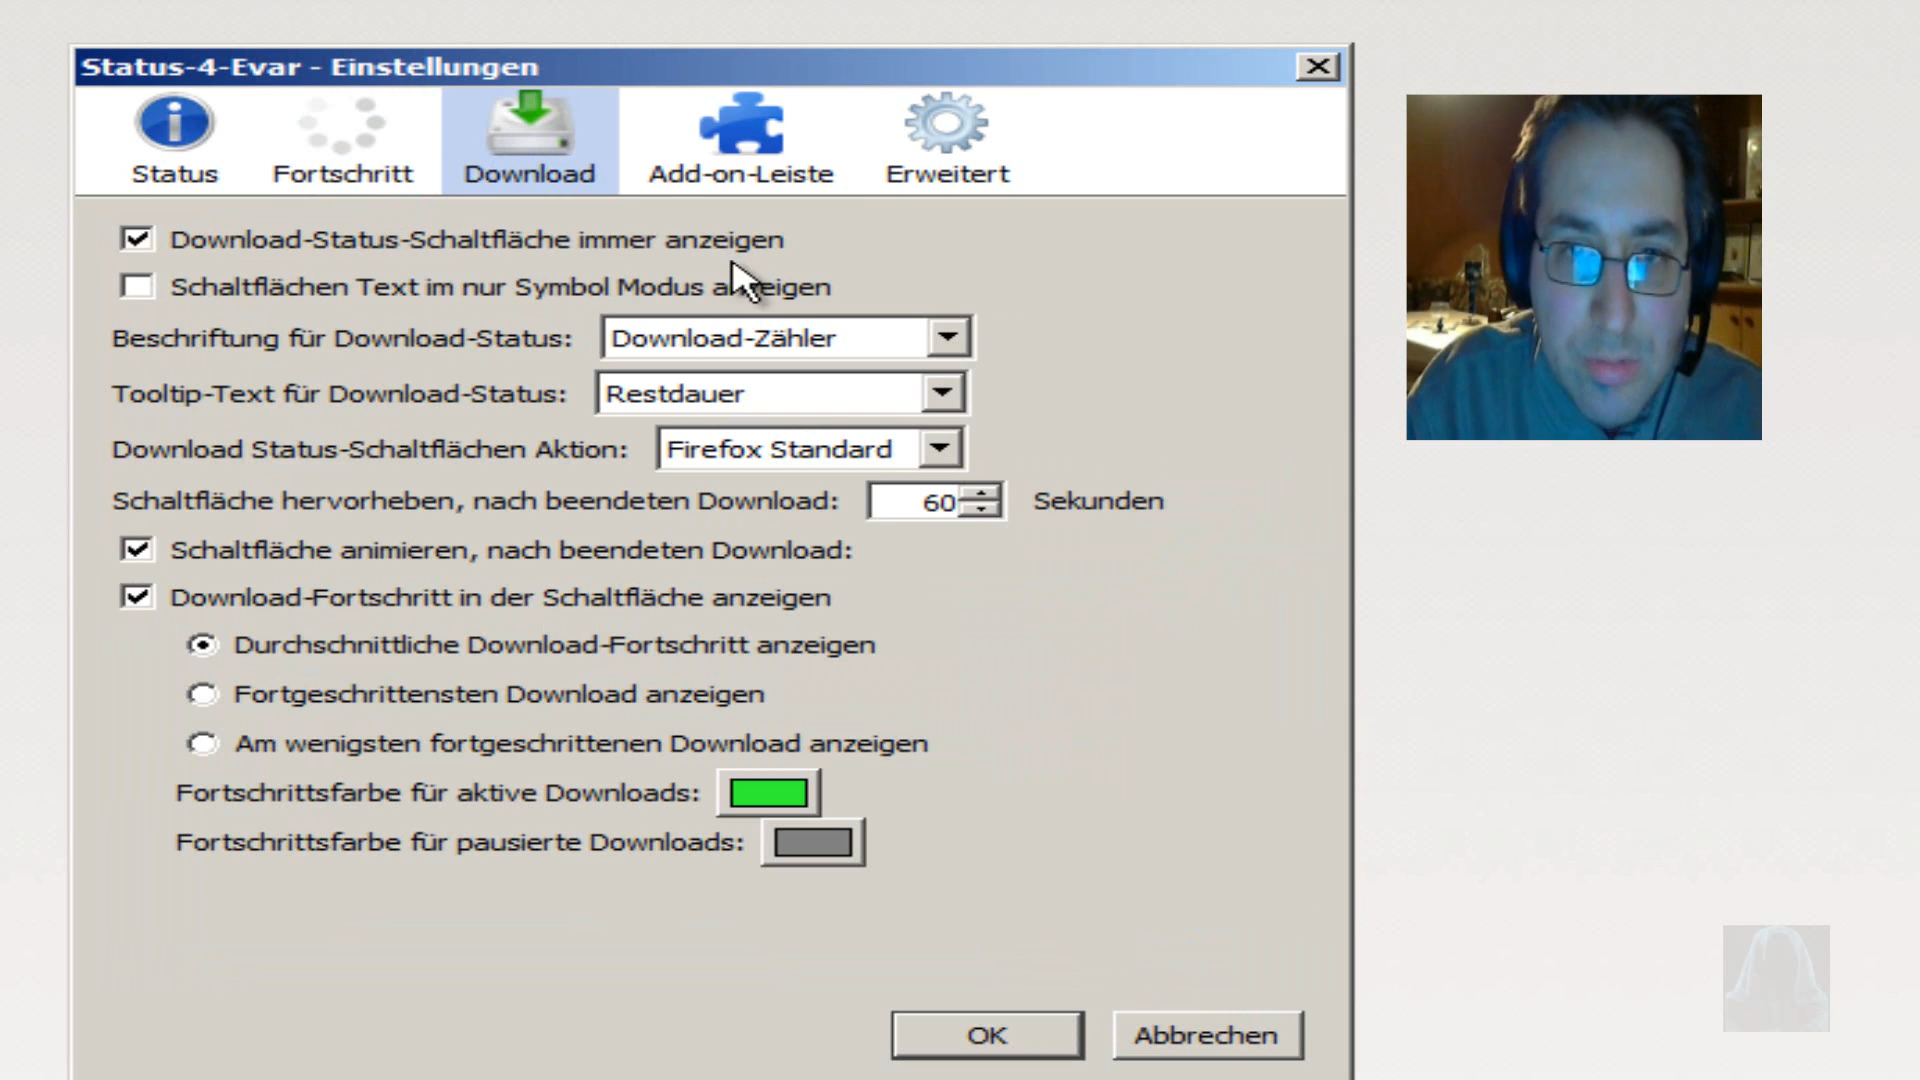 Status-4-Evar - Einstellungen
Status Fortschritt Download Add-on-Leiste Erweitert
Download-Status-Schaltfläche immer anzeigen
Schaltflächen Text im nur Symbol Modus anzeigen
Beschriftung für Download-Status: Download-Zähler
Tooltip-Text für Download-Status: Restdauer
Download Status-Schaltflächen Aktion: Firefox Standard
Schaltfläche hervorheben, nach beendeten Download: 60 Sekunden
Schaltfläche animieren, nach beendeten Download:
Download-Fortschritt in der Schaltfläche anzeigen
Durchschnittliche Download-Fortschritt anzeigen
Fortgeschrittensten Download anzeigen
Am wenigsten fortgeschrittenen Download anzeigen
Fortschrittsfarbe für aktive Downloads:
Fortschrittsfarbe für pausierte Downloads:
OK Abbrechen